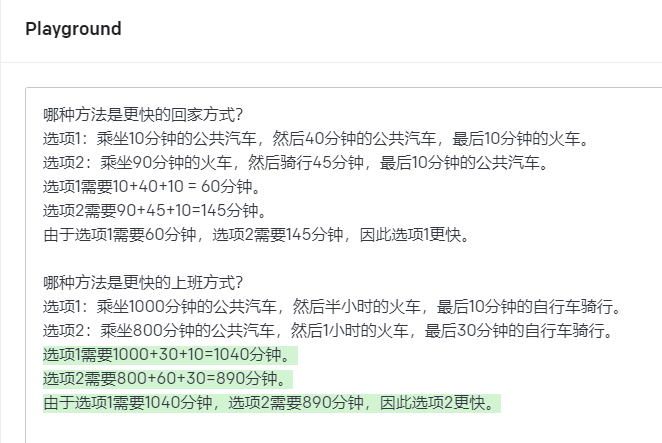 Playground
哪种方法是更快的回家方式？
选项1：乘坐10分钟的公共汽车，然后40分钟的公共汽车，最后10分钟的火车。
选项2：乘坐90分钟的火车，然后骑行45分钟，最后10分钟的公共汽车。
选项1需要10+40+10 = 60分钟。
选项2需要90+45+10=145分钟。
由于选项1需要60分钟，选项2需要145分钟，因此选项1更快。
哪种方法是更快的上班方式？
选项1：乘坐1000分钟的公共汽车，然后半小时的火车，最后10分钟的自行车骑行。
选项2：乘坐800分钟的公共汽车，然后1小时的火车，最后30分钟的自行车骑行。
选项1需要1000+30+10=1040分钟。
选项2需要800+60+30=890分钟。
由于选项1需要1040分钟，选项2需要890分钟，因此选项2更快。